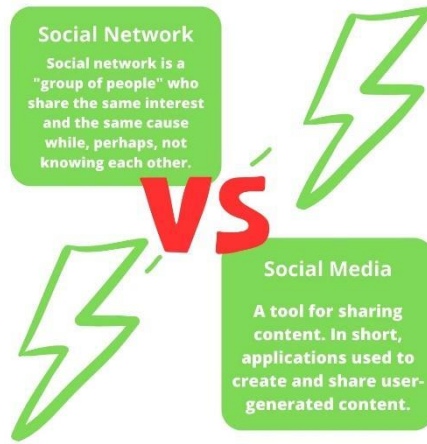 Social Network
Social network is a
"group of people" who
share the same interest
and the same cause
while, perhaps, not
knowing each other.
VS
Social Media
A tool for sharing
content. In short,
applications used to
create and share user-
generated content.